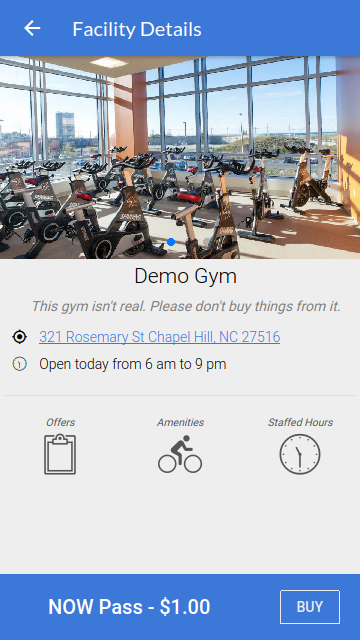 Facility Details
Demo Gym
This gym isn't real. Please don't buy things from it.
321 Rosemary St Chapel Hill, NC 27516
Open today from 6 am to 9 pm
Offers
Amenities
Staffed Hours
NOW Pass - $1.00
BUY